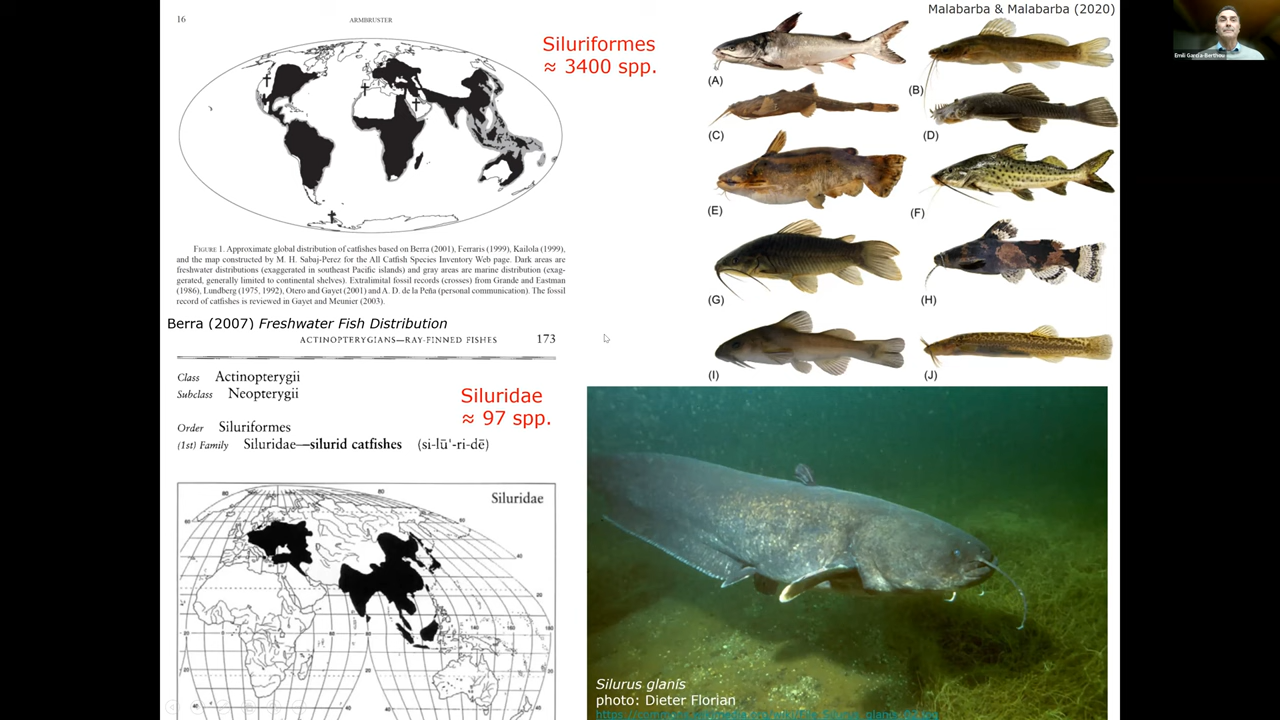 16
ARMBRUSTER
Siluriformes
≈ 3400 spp.
FIGURE 1. Approximate global distribution of catfishes based on Berra (2001), Ferraris (1999), Kailola (1999),
and the map constructed by M. H. Sabaj-Perez for the All Catfish Species Inventory Web page. Dark areas are
freshwater distributions (exaggerated in southeast Pacific islands) and gray areas are marine distribution (exag-
gerated, generally limited to continental shelves). Extralimital fossil records (crosses) from Grande and Eastman
(1986), Lundberg (1975, 1992), Otero and Gayet (2001) and A. D. de la Peña (personal communication). The fossil
record of catfishes is reviewed in Gayet and Meunier (2003).
Berra (2007) Freshwater Fish Distribution
ACTINOPTERYGIANS—RAY-FINNED FISHES 173
Class Actinopterygii
Subclass Neopterygii
Siluridae
≈ 97 spp.
Order Siluriformes
(1st) Family Siluridae—silurid catfishes (si-lū'-ri-dē)
Siluridae
Malabarba & Malabarba (2020)
(A)
(B)
(C)
(D)
(E)
(F)
(G)
(H)
(I)
(J)
Silurus glanis
photo: Dieter Florian
Emili García-Berthou